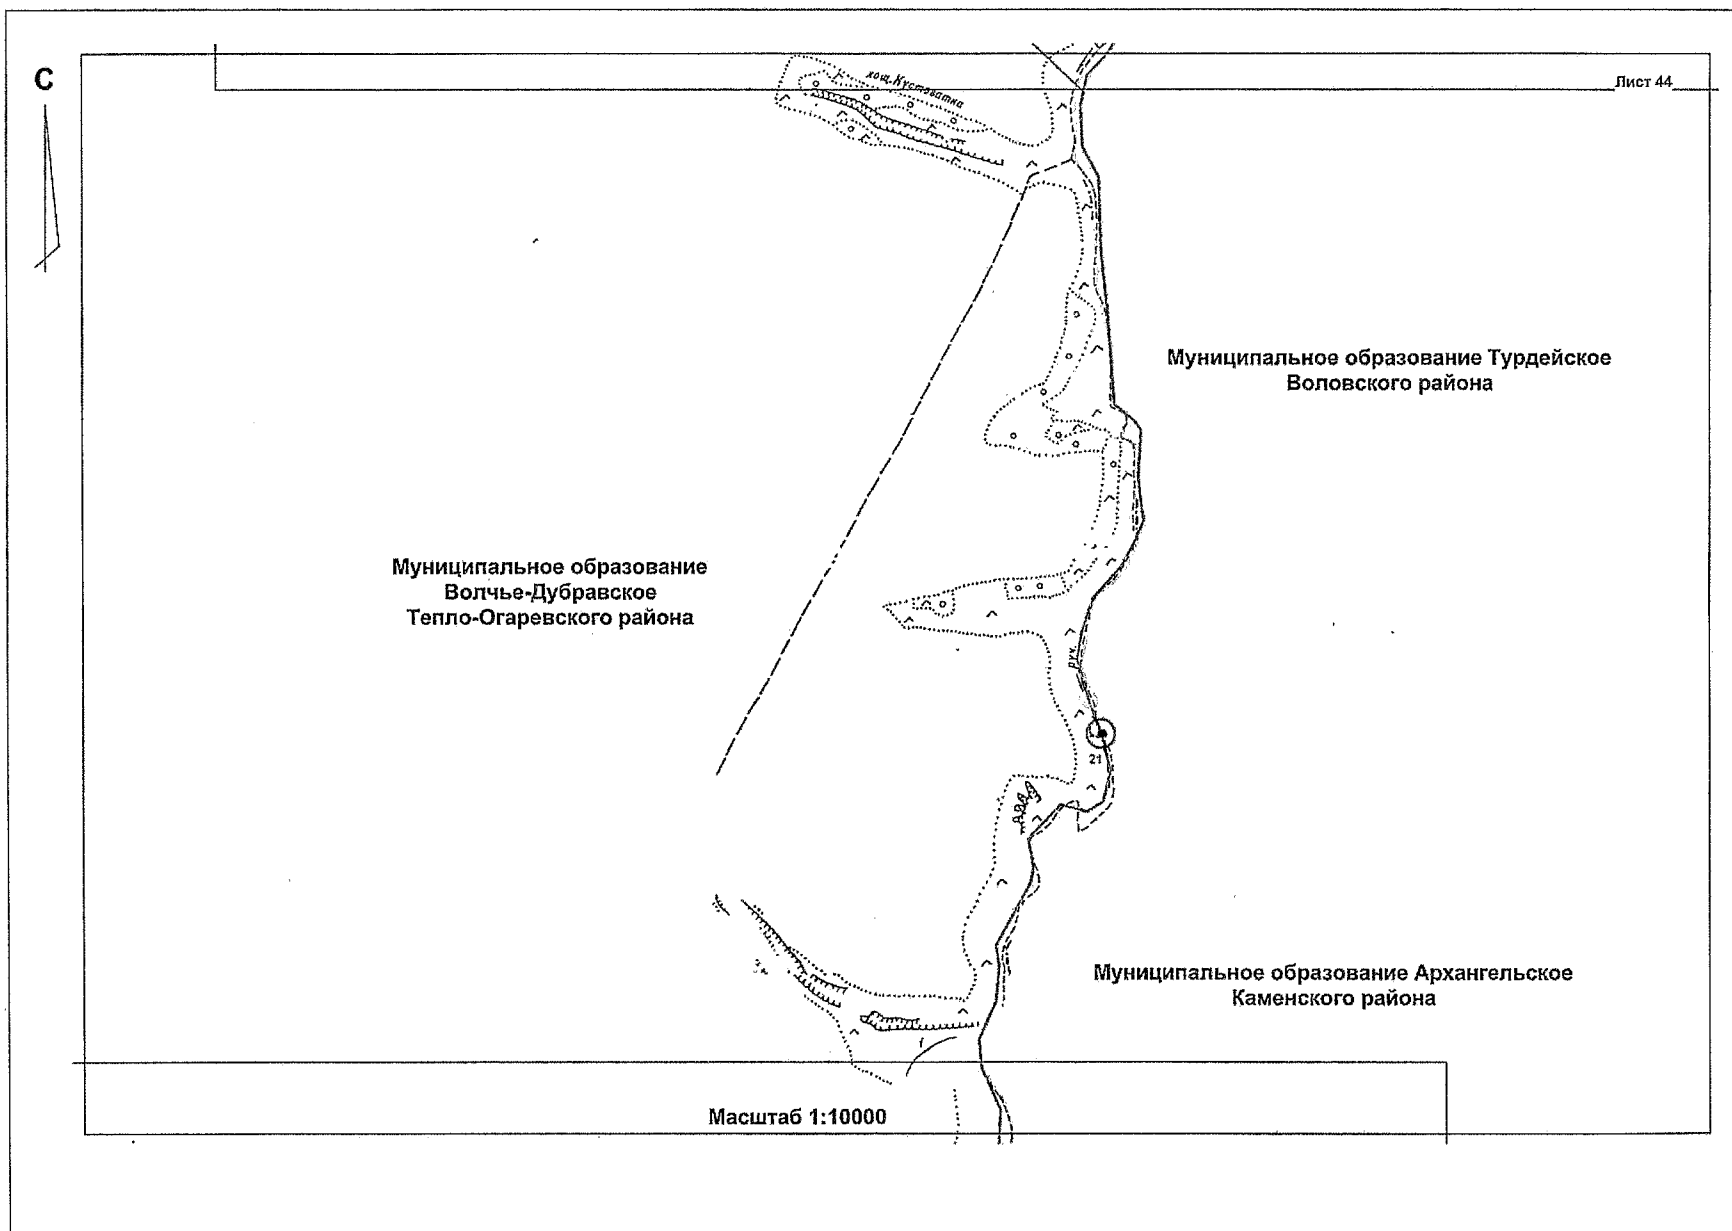 С
Лист 44
лощ. Кустоватка
Муниципальное образование Турдейское
Воловского района
Муниципальное образование
Волчье-Дубравское
Тепло-Огаревского района
руч.
21
Муниципальное образование Архангельское
Каменского района
Масштаб 1:10000